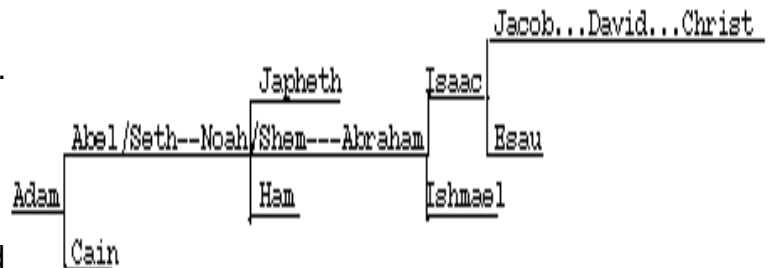 Jacob...David...Christ
Japheth Isaac
Abel/Seth--Noah/Shem---Abraham Esau
Adam Ham Ishmael
Cain